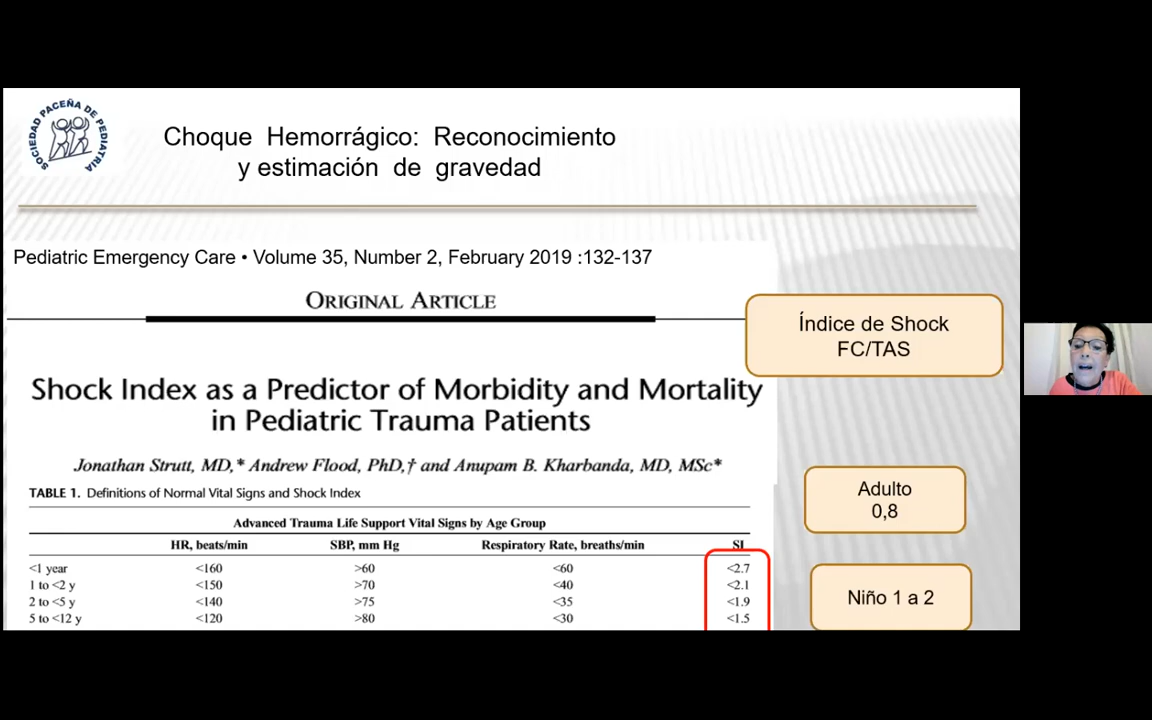 SOCIEDAD PACEÑA DE PEDIATRIA
Choque Hemorrágico: Reconocimiento
y estimación de gravedad
Pediatric Emergency Care • Volume 35, Number 2, February 2019 :132-137
ORIGINAL ARTICLE
Índice de Shock
FC/TAS
Shock Index as a Predictor of Morbidity and Mortality
in Pediatric Trauma Patients
Jonathan Strutt, MD,* Andrew Flood, PhD,† and Anupam B. Kharbanda, MD, MSc*
TABLE 1. Definitions of Normal Vital Signs and Shock Index
Advanced Trauma Life Support Vital Signs by Age Group
HR, beats/min SBP, mm Hg Respiratory Rate, breaths/min SI
<1 year <160 >60 <60 <2.7
1 to <2 y <150 >70 <40 <2.1
2 to <5 y <140 >75 <35 <1.9
5 to <12 y <120 >80 <30 <1.5
Adulto
0,8
Niño 1 a 2